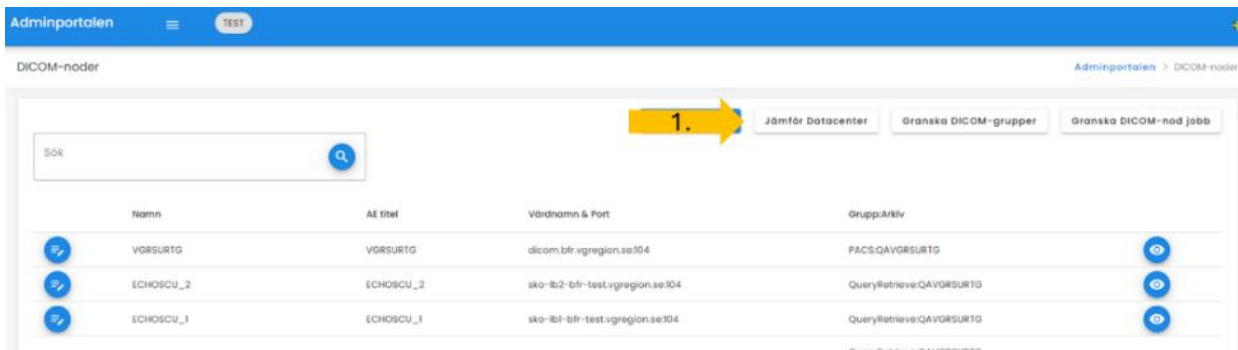 Adminportalen TEST
DICOM-noder Adminportalen > DICOM-noder
1. Jämför Datacenter Granska DICOM-grupper Granska DICOM-nod jobb
Sök
Namn AE titel Värdnamn & Port Grupp:Arkiv
VGRSURTG VGRSURTG dicom.bfr.vgregion.se:104 PACS:QAVGRSURTG
ECHOSCU_2 ECHOSCU_2 sko-lb2-bfr-test.vgregion.se:104 QueryRetrieve:QAVGRSURTG
ECHOSCU_1 ECHOSCU_1 sko-lb1-bfr-test.vgregion.se:104 QueryRetrieve:QAVGRSURTG